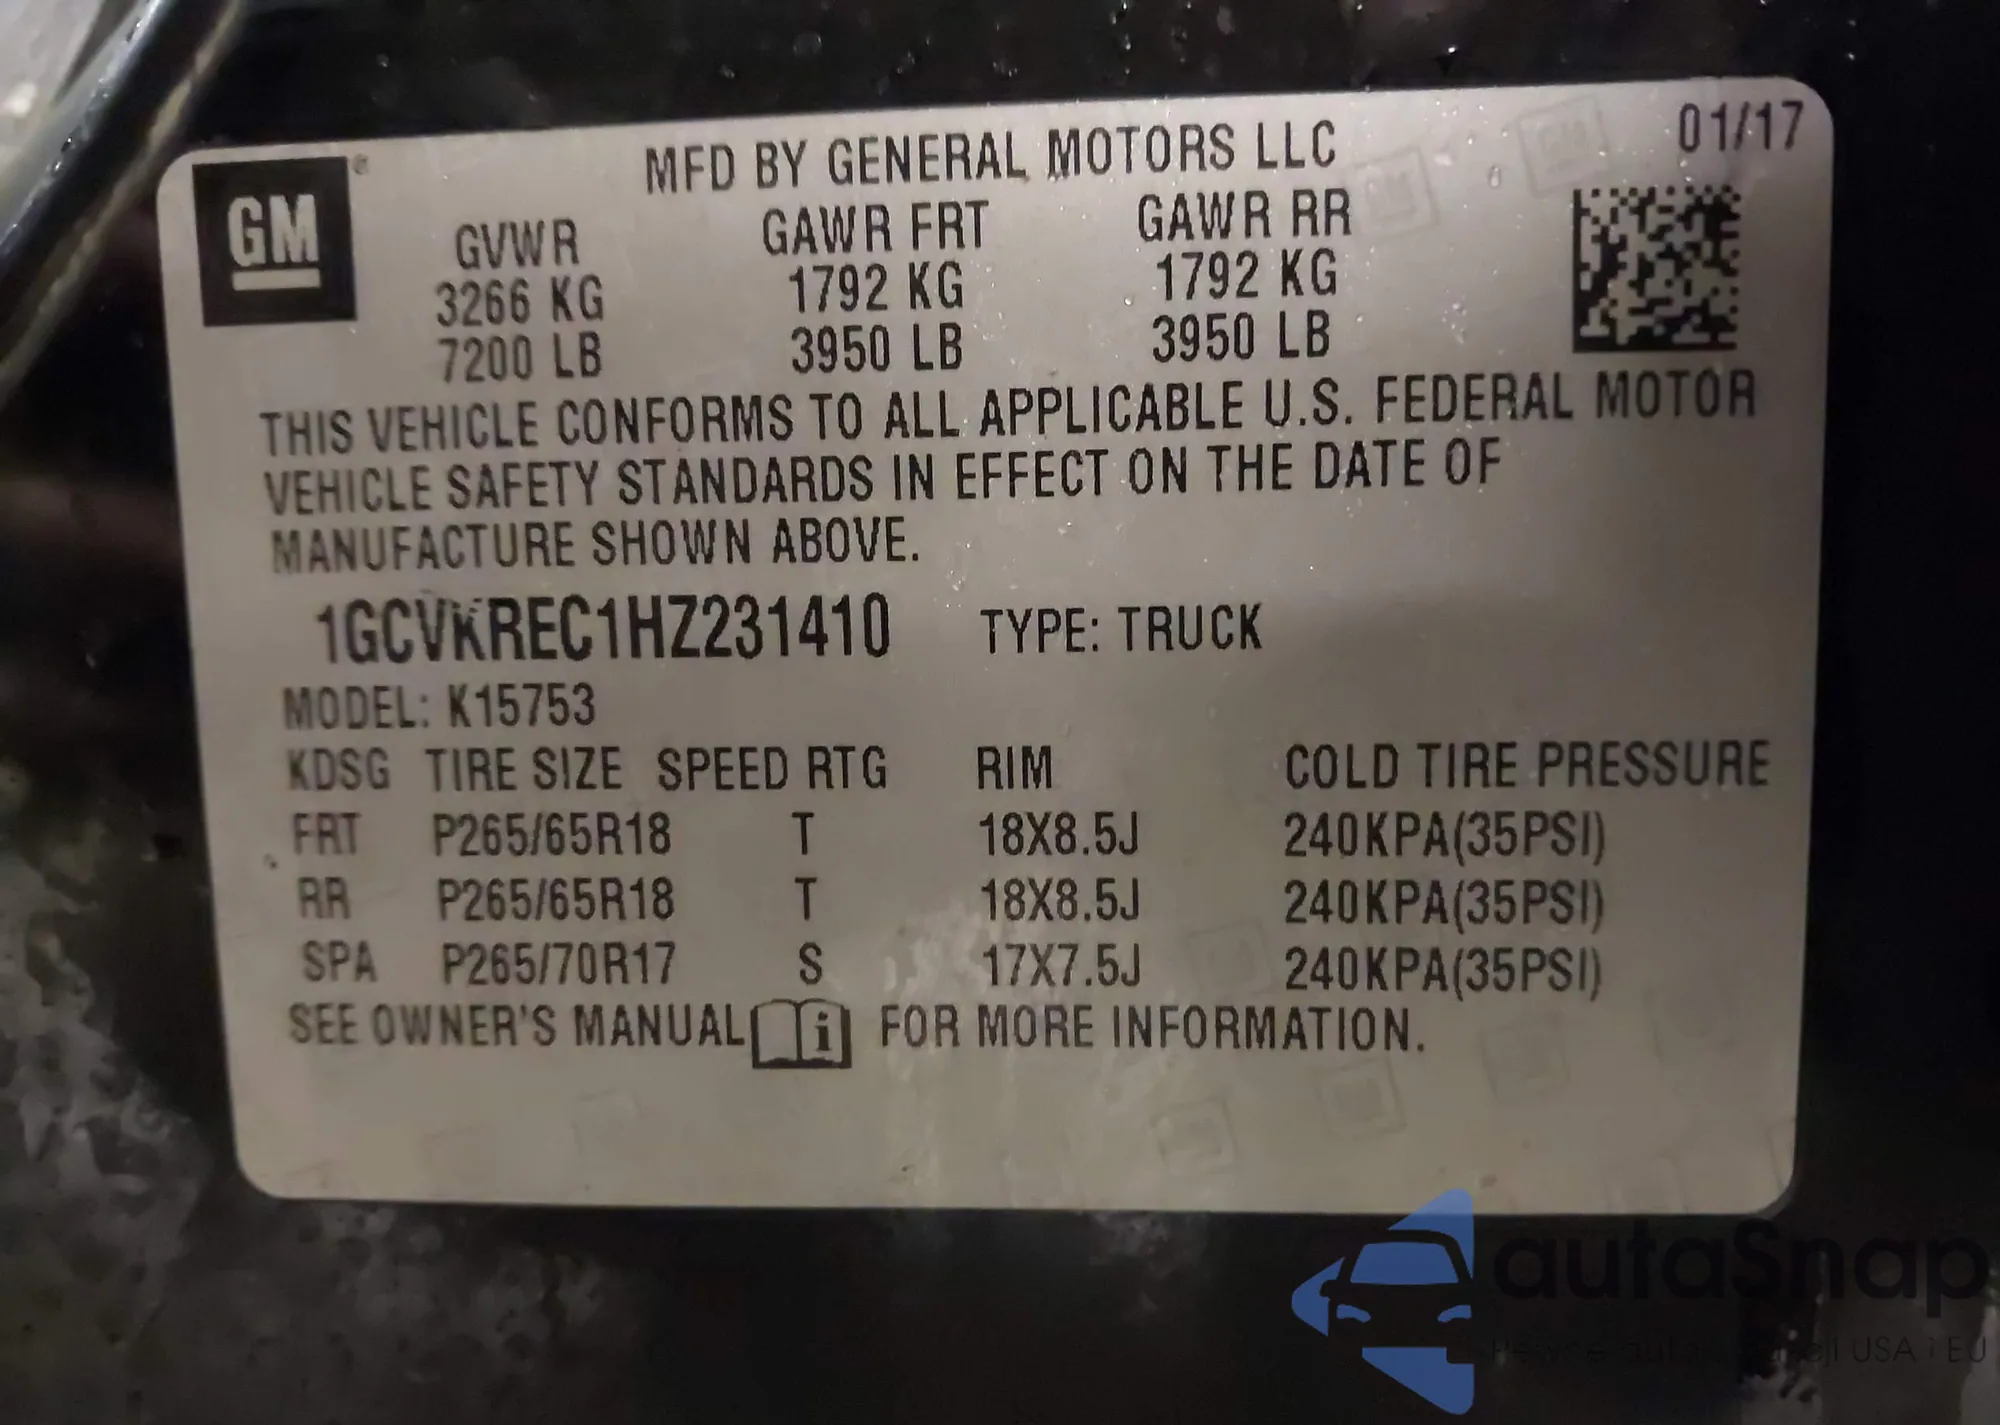 01/17
MFD BY GENERAL MOTORS LLC
GM
GVWR GAWR FRT GAWR RR
3266 KG 1792 KG 1792 KG
7200 LB 3950 LB 3950 LB
THIS VEHICLE CONFORMS TO ALL APPLICABLE U.S. FEDERAL MOTOR
VEHICLE SAFETY STANDARDS IN EFFECT ON THE DATE OF
MANUFACTURE SHOWN ABOVE.
1GCVKREC1HZ231410 TYPE: TRUCK
MODEL: K15753
KDSG TIRE SIZE SPEED RTG RIM COLD TIRE PRESSURE
FRT P265/65R18 T 18X8.5J 240KPA(35PSI)
RR P265/65R18 T 18X8.5J 240KPA(35PSI)
SPA P265/70R17 S 17X7.5J 240KPA(35PSI)
SEE OWNER'S MANUAL i FOR MORE INFORMATION.
autaSnap
USA i EU